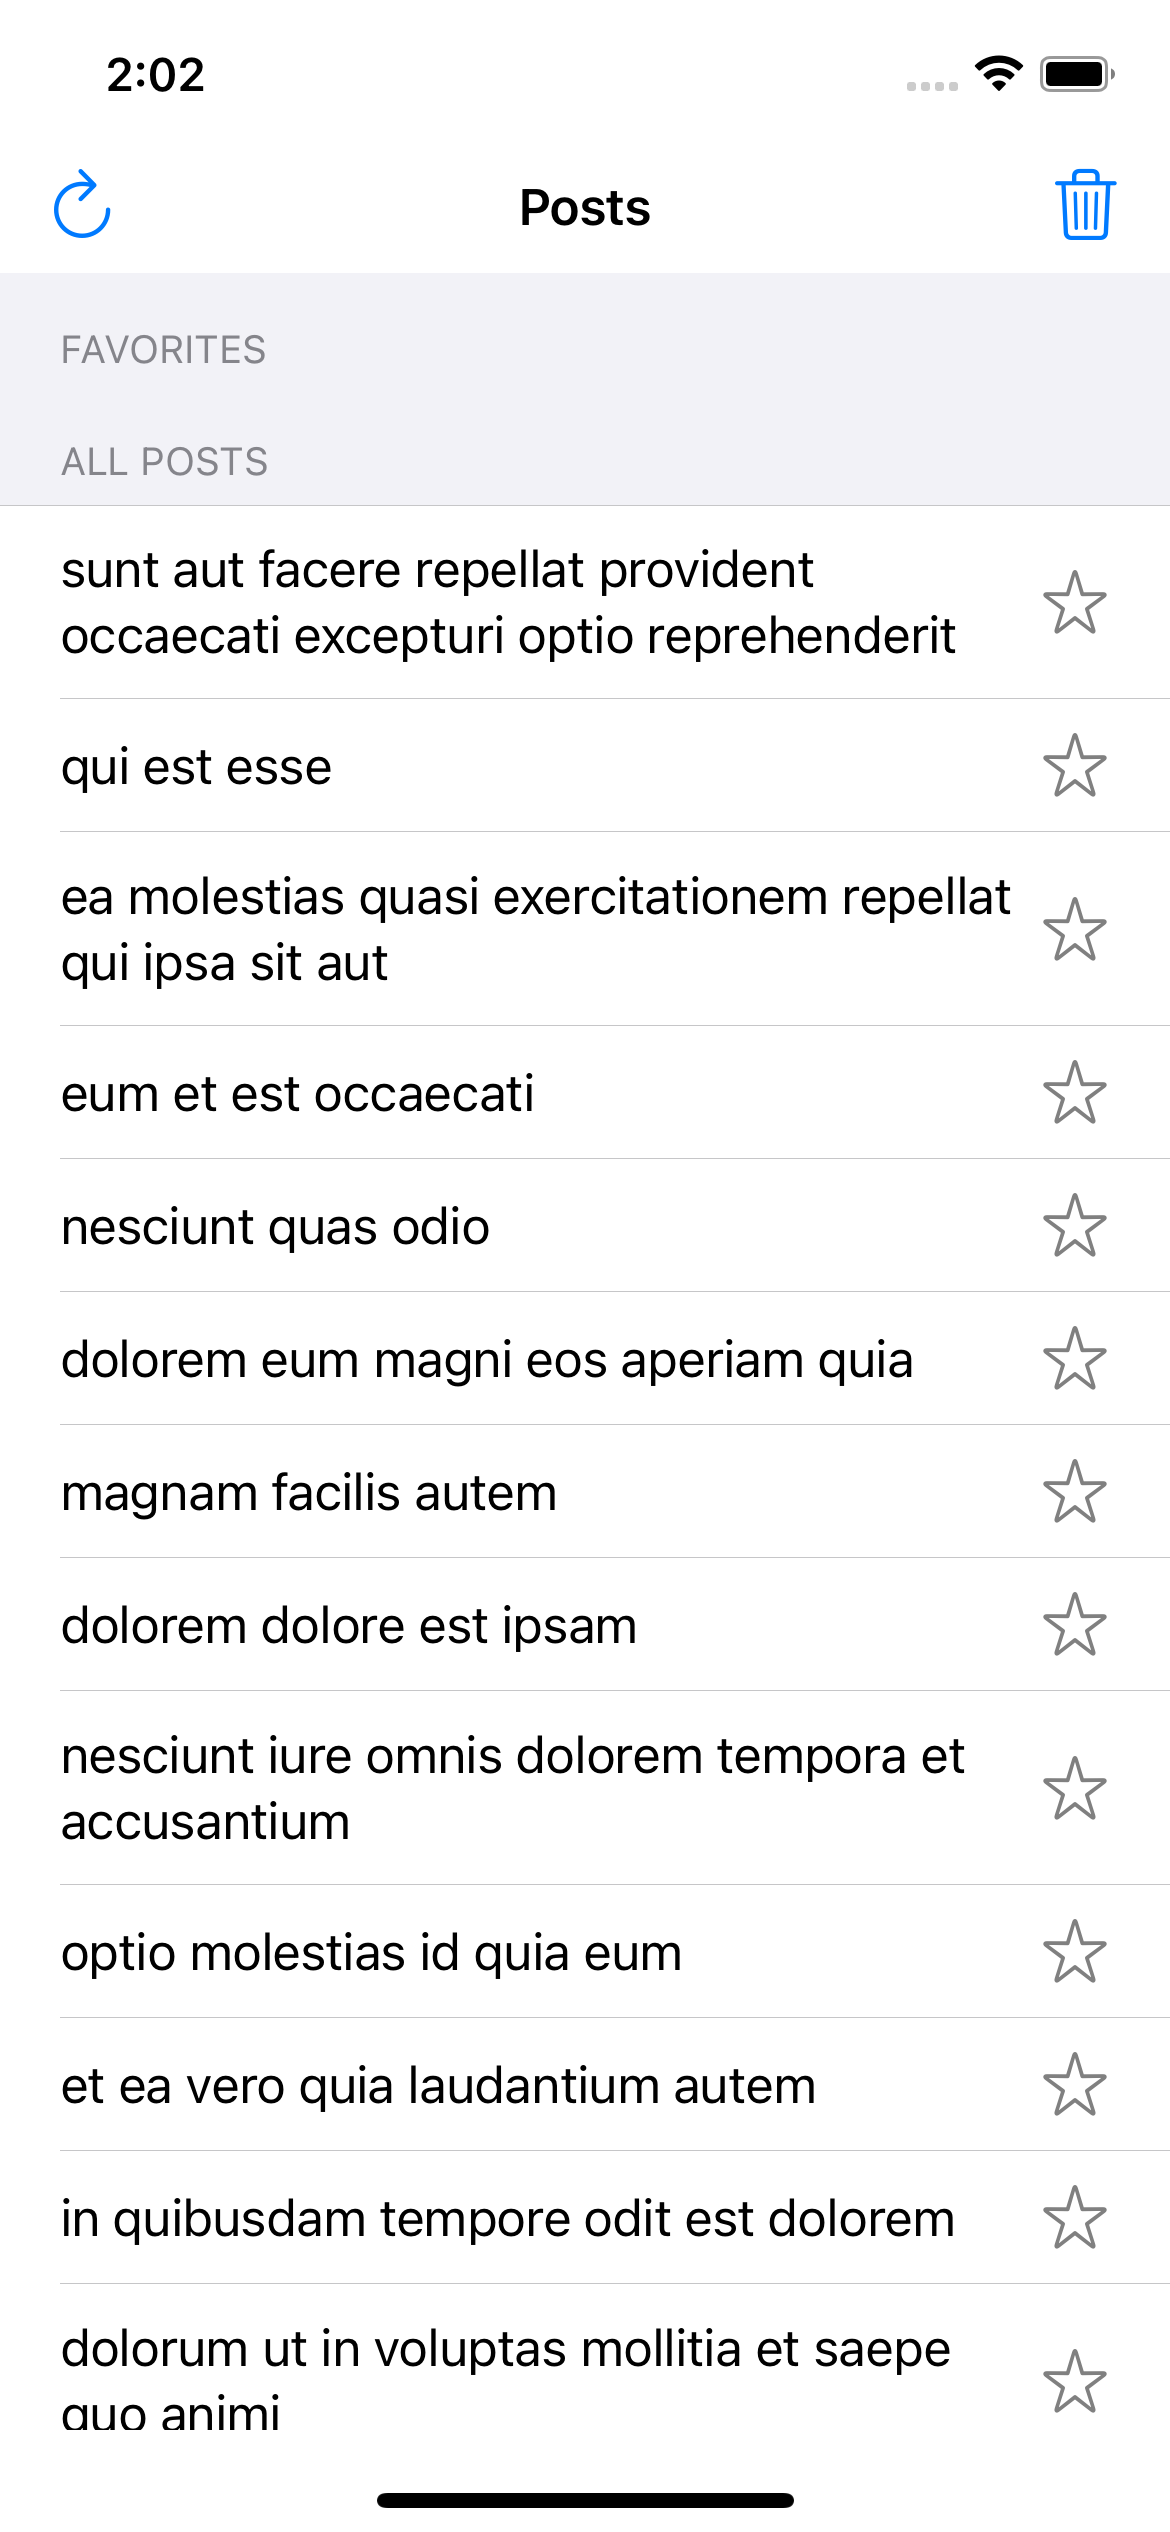 2:02
Posts
FAVORITES
ALL POSTS
sunt aut facere repellat provident
occaecati excepturi optio reprehenderit
qui est esse
ea molestias quasi exercitationem repellat
qui ipsa sit aut
eum et est occaecati
nesciunt quas odio
dolorem eum magni eos aperiam quia
magnam facilis autem
dolorem dolore est ipsam
nesciunt iure omnis dolorem tempora et
accusantium
optio molestias id quia eum
et ea vero quia laudantium autem
in quibusdam tempore odit est dolorem
dolorum ut in voluptas mollitia et saepe
quo animi